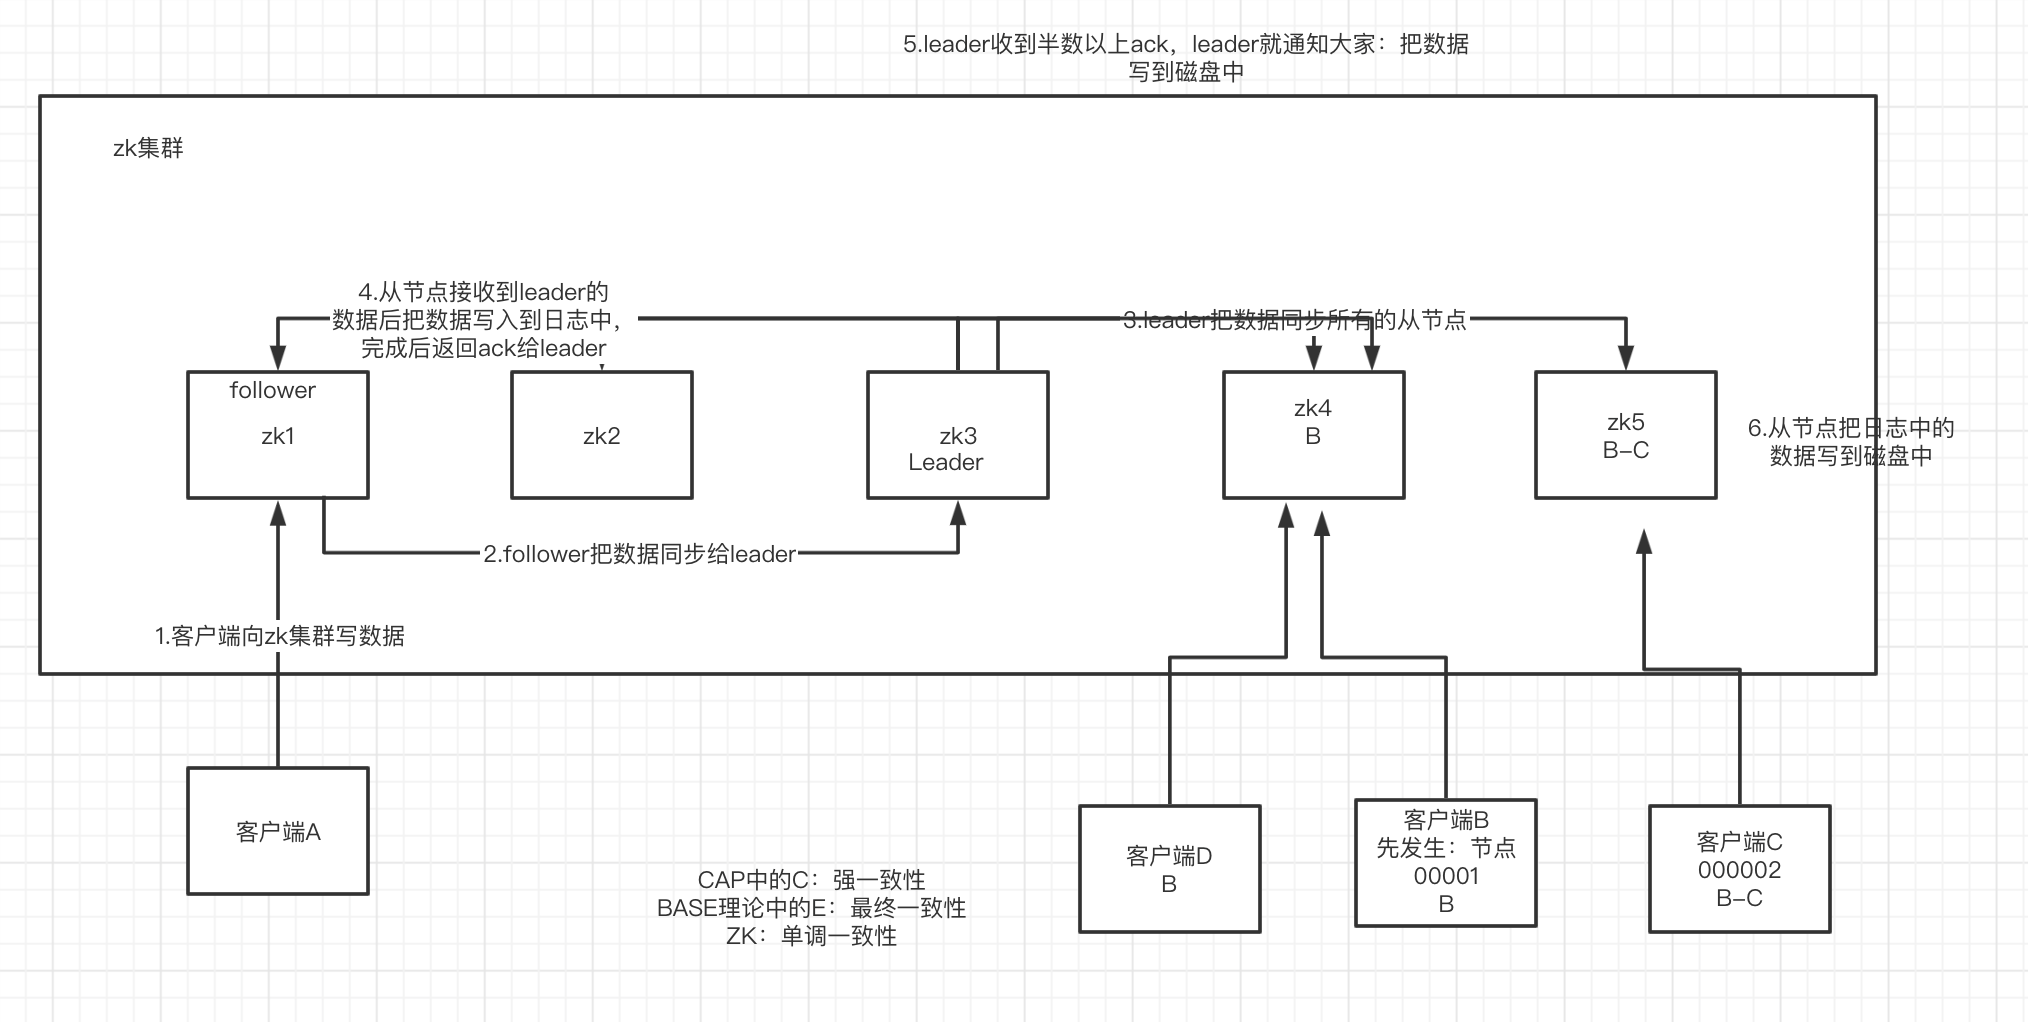 5.leader收到半数以上ack，leader就通知大家：把数据
写到磁盘中
zk集群
4.从节点接收到leader的
数据后把数据写入到日志中，
完成后返回ack给leader
3.leader把数据同步所有的从节点
follower
zk1
zk2
zk3
Leader
zk4
B
zk5
B-C
6.从节点把日志中的
数据写到磁盘中
2.follower把数据同步给leader
1.客户端向zk集群写数据
客户端A
CAP中的C：强一致性
BASE理论中的E：最终一致性
ZK：单调一致性
客户端D
B
客户端B
先发生：节点
00001
B
客户端C
000002
B-C